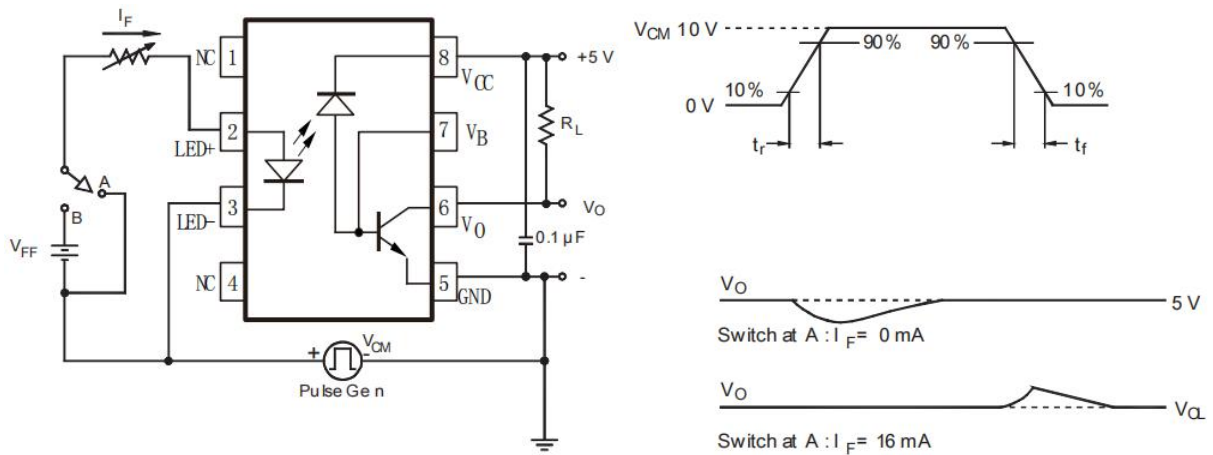 I F
NC 1
2
LED+
3
LED-
NC 4
8
V CC
7 V B
6
V O
5
GND
+5 V
R L
V O
0.1 µF
-
A
B
V FF
+ V CM -
Pulse Gen
V CM 10 V
90% 90%
10% 10%
0 V
t r t f
V O
5 V
Switch at A : I F = 0 mA
V O
V OL
Switch at A : I F = 16 mA